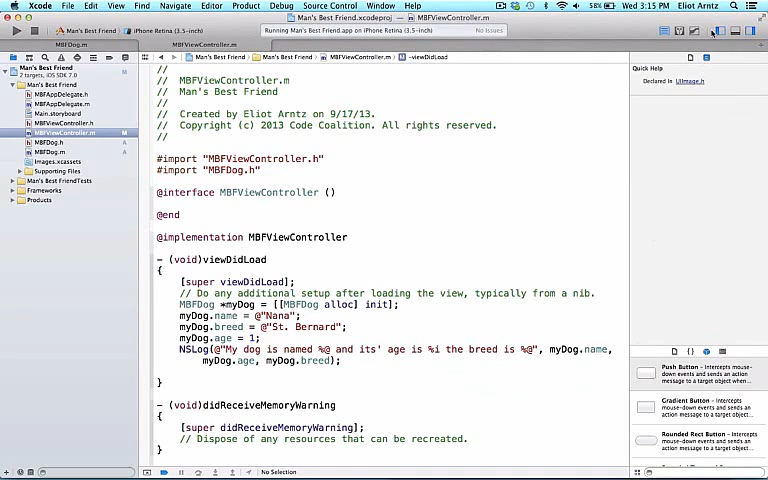 Xcode File Edit View Find Navigate Editor Product Debug Source Control Window Help
58% Wed 3:15 PM Eliot Arntz
Man's Best Friend.xcodeproj — MBFViewController.m
Man's Best Friend iPhone Retina (3.5-inch)
Running Man's Best Friend.app on iPhone Retina (3.5-inch) No Issues
MBFDog.m MBFViewController.m
Man's Best Friend Man's Best Friend MBFViewController.m -viewDidLoad
Man's Best Friend M
2 targets, iOS SDK 7.0
Man's Best Friend
MBFAppDelegate.h
MBFAppDelegate.m
Main.storyboard
MBFViewController.h
MBFViewController.m M
MBFDog.h A
MBFDog.m A
Images.xcassets
Supporting Files
Man's Best FriendTests
Frameworks
Products
//
// MBFViewController.m
// Man's Best Friend
//
// Created by Eliot Arntz on 9/17/13.
// Copyright (c) 2013 Code Coalition. All rights reserved.
//
#import "MBFViewController.h"
#import "MBFDog.h"
@interface MBFViewController ()
@end
@implementation MBFViewController
- (void)viewDidLoad
{
[super viewDidLoad];
// Do any additional setup after loading the view, typically from a nib.
MBFDog *myDog = [[MBFDog alloc] init];
myDog.name = @"Nana";
myDog.breed = @"St. Bernard";
myDog.age = 1;
NSLog(@"My dog is named %@ and its' age is %i the breed is %@", myDog.name,
myDog.age, myDog.breed);
}
- (void)didReceiveMemoryWarning
{
[super didReceiveMemoryWarning];
// Dispose of any resources that can be recreated.
}
No Selection
Quick Help
Declared in UIImage.h
Push Button - Intercepts mouse-
down events and sends an action
message to a target object when...
Gradient Button - Intercepts
mouse-down events and sends an
action message to a target object...
Rounded Rect Button - Intercepts
mouse-down events and sends an
action message to a target object...